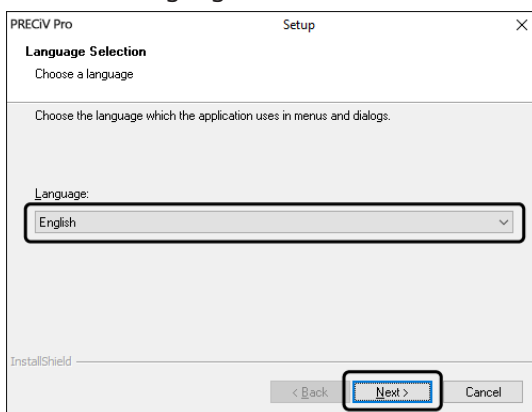 PRECiV Pro Setup
Language Selection
Choose a language
Choose the language which the application uses in menus and dialogs.
Language:
English
InstallShield
< Back Next > Cancel